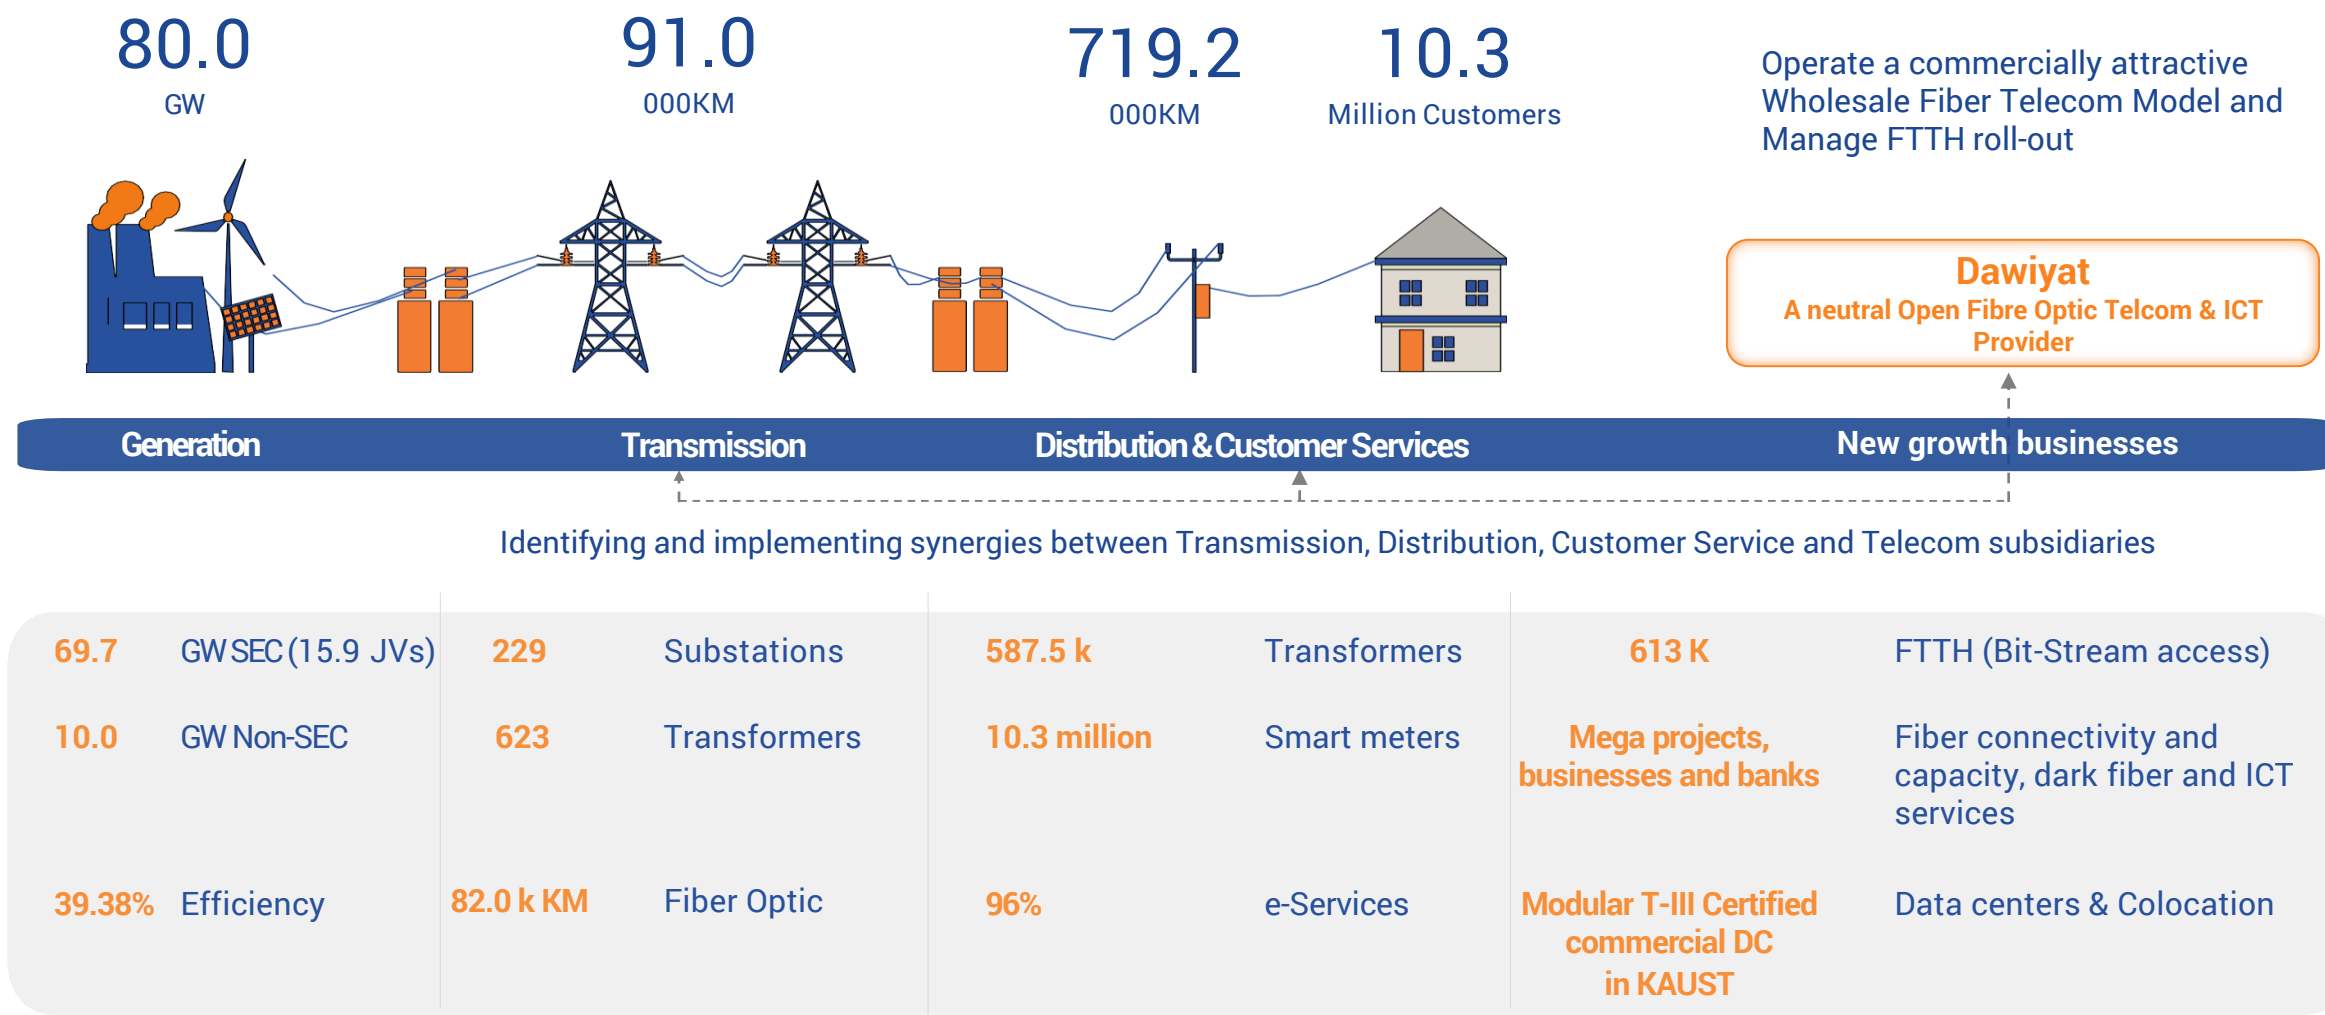 80.0
GW
91.0
000KM
719.2
000KM
10.3
Million Customers
Operate a commercially attractive
Wholesale Fiber Telecom Model and
Manage FTTH roll-out
Dawiyat
A neutral Open Fibre Optic Telcom & ICT
Provider
Generation
Transmission
Distribution & Customer Services
New growth businesses
Identifying and implementing synergies between Transmission, Distribution, Customer Service and Telecom subsidiaries
69.7 GW SEC (15.9 JVs)
10.0 GW Non-SEC
39.38% Efficiency
229 Substations
623 Transformers
82.0 k KM Fiber Optic
587.5 k Transformers
10.3 million Smart meters
96% e-Services
613 K FTTH (Bit-Stream access)
Mega projects,
businesses and banks
Fiber connectivity and
capacity, dark fiber and ICT
services
Modular T-III Certified
commercial DC
in KAUST
Data centers & Colocation